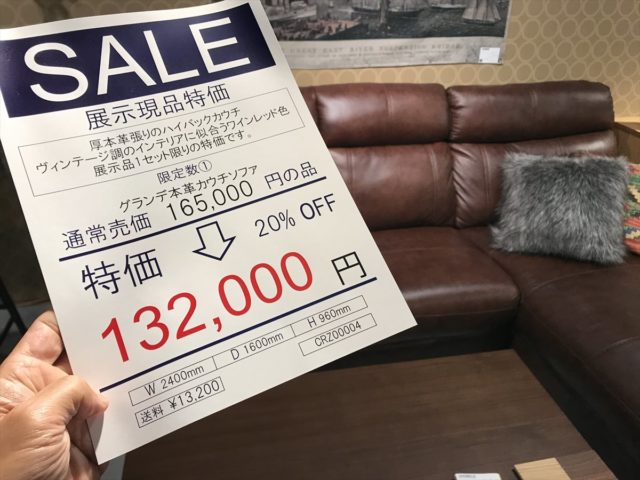 GREAT EAST RIVER SUSPENSION BRIDGE
SALE
展示現品特価
厚本革張りのハイバックカウチ
ヴィンテージ調のインテリアに似合うワインレッド色
展示品1セット限りの特価です。
限定数①
グランデ本革カウチソファ
通常売価 165,000 円の品
20% OFF
特価
132,000 円
W 2400mm D 1600mm H 960mm
送料 ¥13,200 CRZ00004